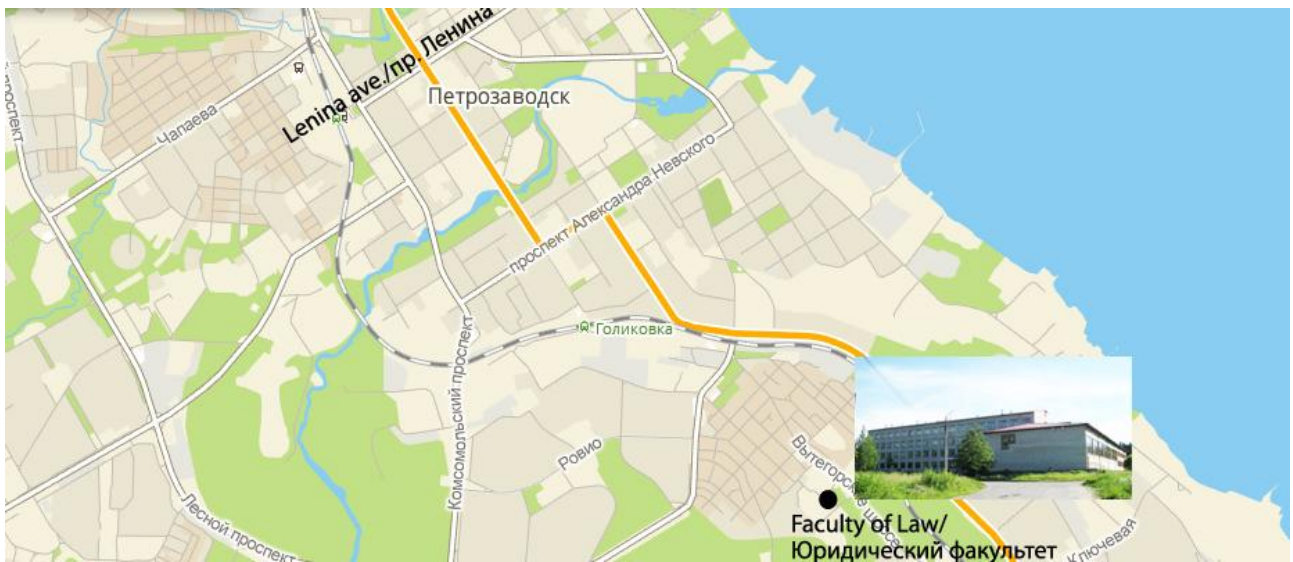 проспект
Lenina ave./пр. Ленина
Петрозаводск
Чапаева
проспект Александра Невского
Голиковка
Комсомольский проспект
Ровио
Вытегорское шоссе
Лесной проспект
Faculty of Law/
Юридический факультет
Ключевая